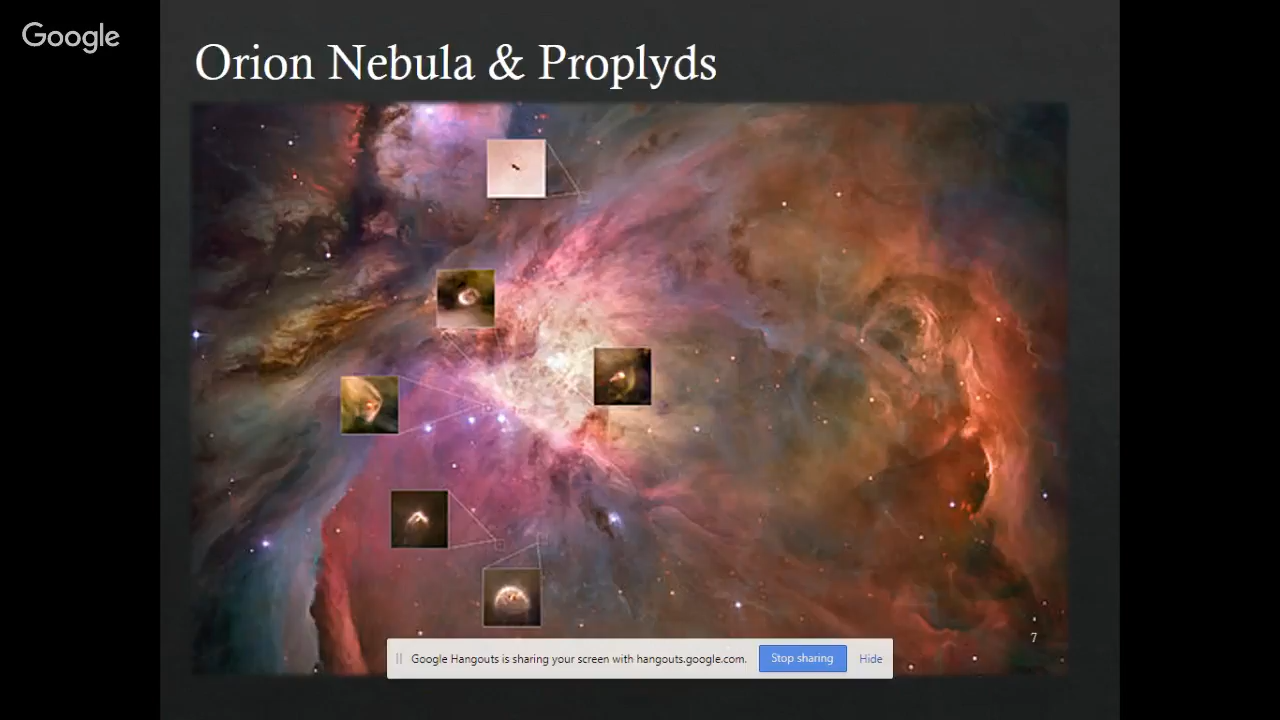 Google
Orion Nebula & Proplyds
7
Google Hangouts is sharing your screen with hangouts.google.com. Stop sharing Hide